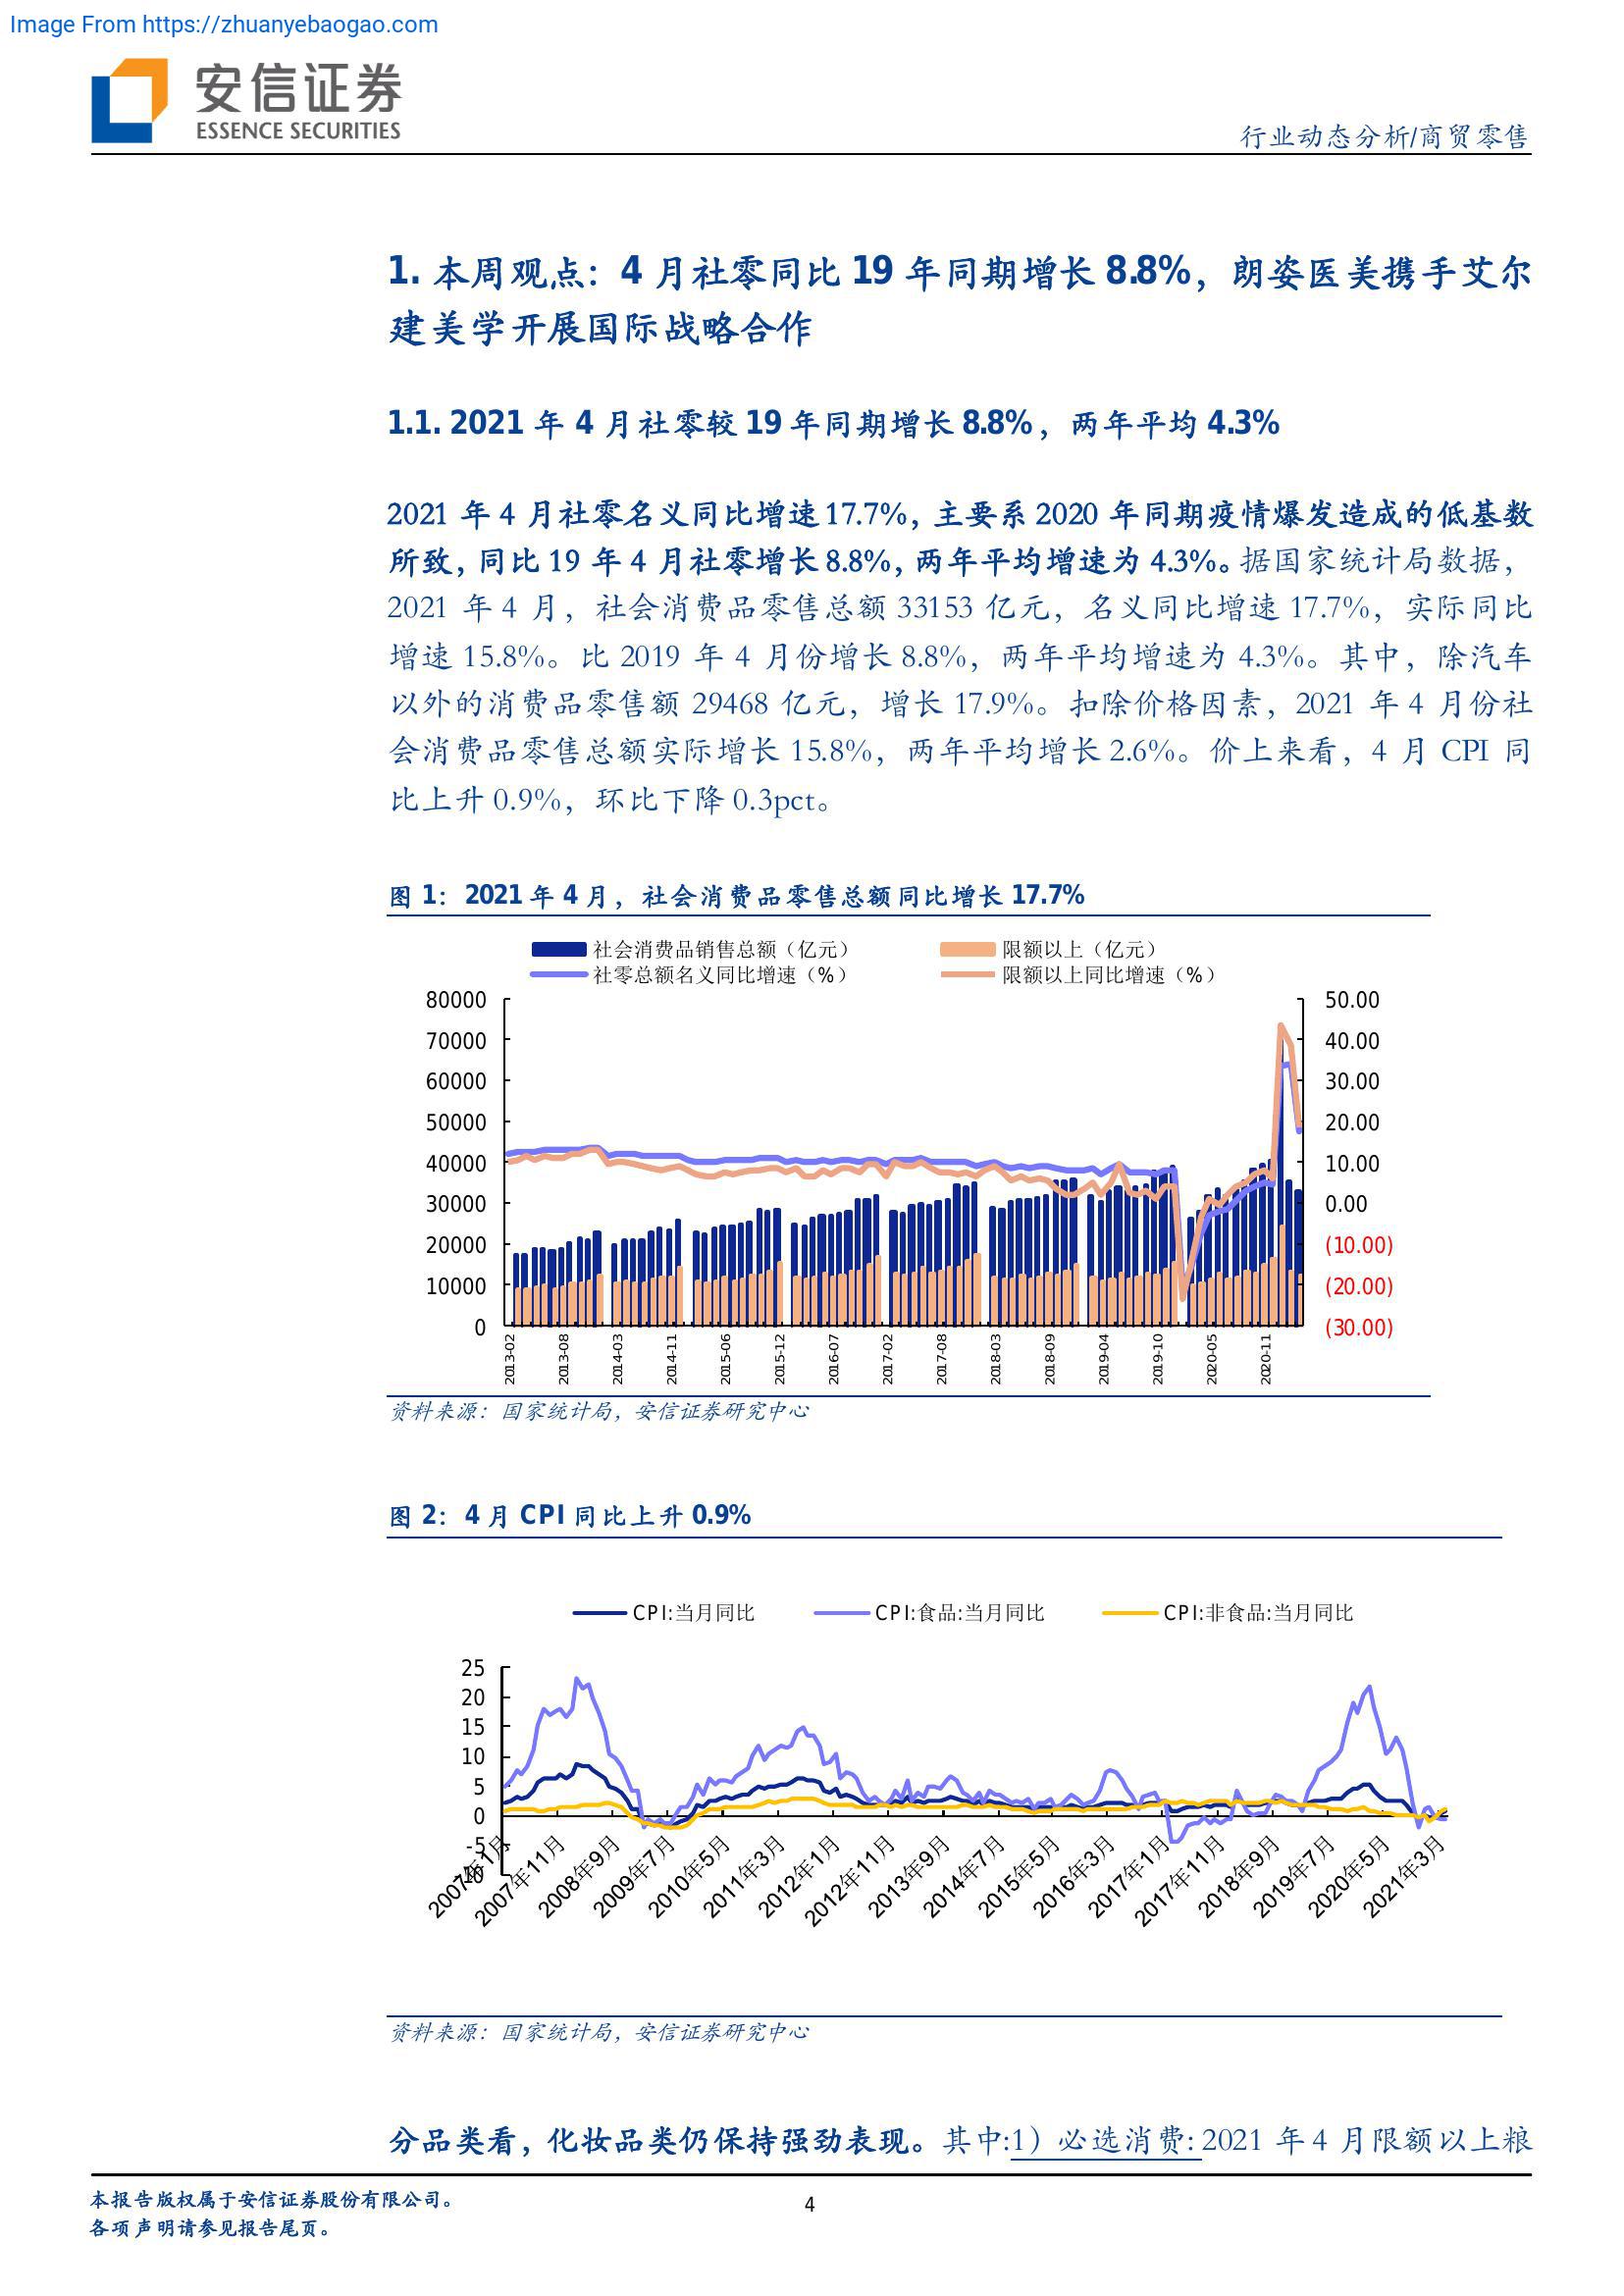 Image From https://zhuanyebaogao.com
安信证券
ESSENCE SECURITIES
行业动态分析/商贸零售
1. 本周观点：4 月社零同比 19 年同期增长 8.8%，朗姿医美携手艾尔
建美学开展国际战略合作
1.1. 2021 年 4 月社零较 19 年同期增长 8.8%，两年平均 4.3%
2021 年 4 月社零名义同比增速 17.7%，主要系 2020 年同期疫情爆发造成的低基数
所致，同比 19 年 4 月社零增长 8.8%，两年平均增速为 4.3%。据国家统计局数据，
2021 年 4 月，社会消费品零售总额 33153 亿元，名义同比增速 17.7%，实际同比
增速 15.8%。比 2019 年 4 月份增长 8.8%，两年平均增速为 4.3%。其中，除汽车
以外的消费品零售额 29468 亿元，增长 17.9%。扣除价格因素，2021 年 4 月份社
会消费品零售总额实际增长 15.8%，两年平均增长 2.6%。价上来看，4 月 CPI 同
比上升 0.9%，环比下降 0.3pct。
图 1：2021 年 4 月，社会消费品零售总额同比增长 17.7%
社会消费品销售总额（亿元） 限额以上（亿元）
社零总额名义同比增速（%） 限额以上同比增速（%）
80000 50.00
70000 40.00
60000 30.00
50000 20.00
40000 10.00
30000 0.00
20000 (10.00)
10000 (20.00)
0 (30.00)
2013-02 2013-08 2014-03 2014-11 2015-06 2015-12 2016-07 2017-02 2017-08 2018-03 2018-09 2019-04 2019-10 2020-05 2020-11
资料来源：国家统计局，安信证券研究中心
图 2：4 月 CPI 同比上升 0.9%
CPI:当月同比 CPI:食品:当月同比 CPI:非食品:当月同比
25
20
15
10
5
0
-5
-10
2007年1月 2007年11月 2008年9月 2009年7月 2010年5月 2011年3月 2012年1月 2012年11月 2013年9月 2014年7月 2015年5月 2016年3月 2017年1月 2017年11月 2018年9月 2019年7月 2020年5月 2021年3月
资料来源：国家统计局，安信证券研究中心
分品类看，化妆品类仍保持强劲表现。其中:1）必选消费: 2021 年 4 月限额以上粮
本报告版权属于安信证券股份有限公司。
4
各项声明请参见报告尾页。